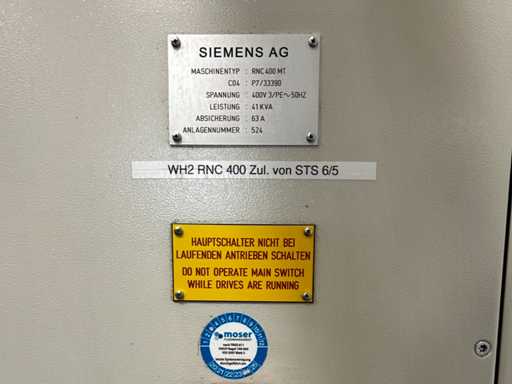 SIEMENS AG
MASCHINENTYP : RNC 400 MT
C04 : P7/33390
SPANNUNG : 400V 3/PE~50HZ
LEISTUNG : 41 KVA
ABSICHERUNG : 63 A
ANLAGENNUMMER : 524
WH2 RNC 400 Zul. von STS 6/5
HAUPTSCHALTER NICHT BEI
LAUFENDEN ANTRIEBEN SCHALTEN
DO NOT OPERATE MAIN SWITCH
WHILE DRIVES ARE RUNNING
moser